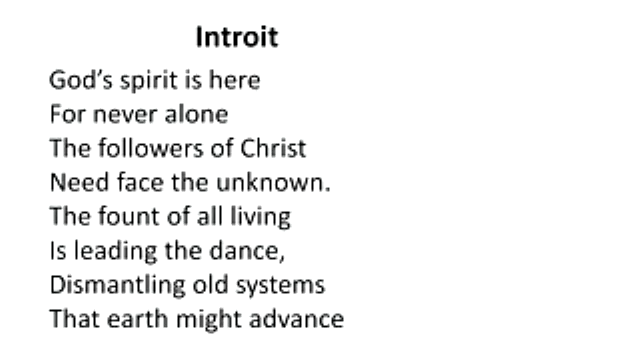 Introit
God’s spirit is here
For never alone
The followers of Christ
Need face the unknown.
The fount of all living
Is leading the dance,
Dismantling old systems
That earth might advance